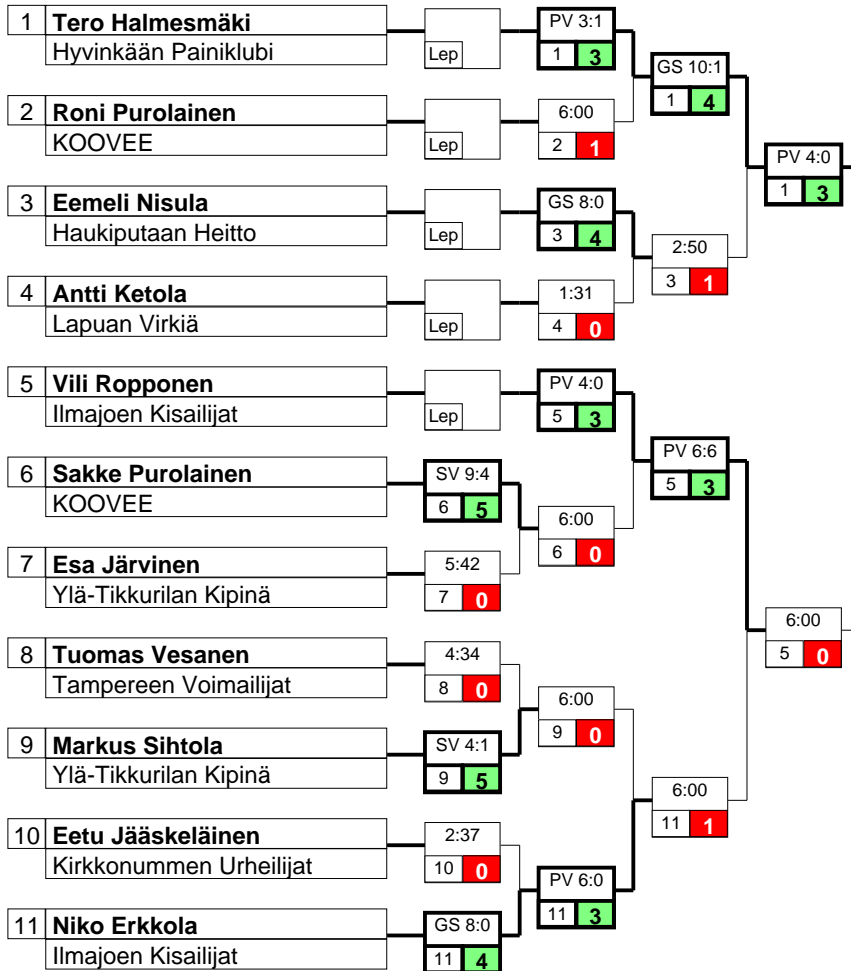 1 Tero Halmesmäki
Hyvinkään Painiklubi
Lep
PV 3:1
1 3
GS 10:1
1 4
2 Roni Purolainen
KOOVEE
Lep
6:00
2 1
PV 4:0
1 3
3 Eemeli Nisula
Haukiputaan Heitto
Lep
GS 8:0
3 4
2:50
3 1
4 Antti Ketola
Lapuan Virkiä
Lep
1:31
4 0
5 Vili Ropponen
Ilmajoen Kisailijat
Lep
PV 4:0
5 3
PV 6:6
5 3
6 Sakke Purolainen
KOOVEE
SV 9:4
6 5
6:00
6 0
7 Esa Järvinen
Ylä-Tikkurilan Kipinä
5:42
7 0
6:00
5 0
8 Tuomas Vesanen
Tampereen Voimailijat
4:34
8 0
6:00
9 0
9 Markus Sihtola
Ylä-Tikkurilan Kipinä
SV 4:1
9 5
6:00
11 1
10 Eetu Jääskeläinen
Kirkkonummen Urheilijat
2:37
10 0
PV 6:0
11 3
11 Niko Erkkola
Ilmajoen Kisailijat
GS 8:0
11 4